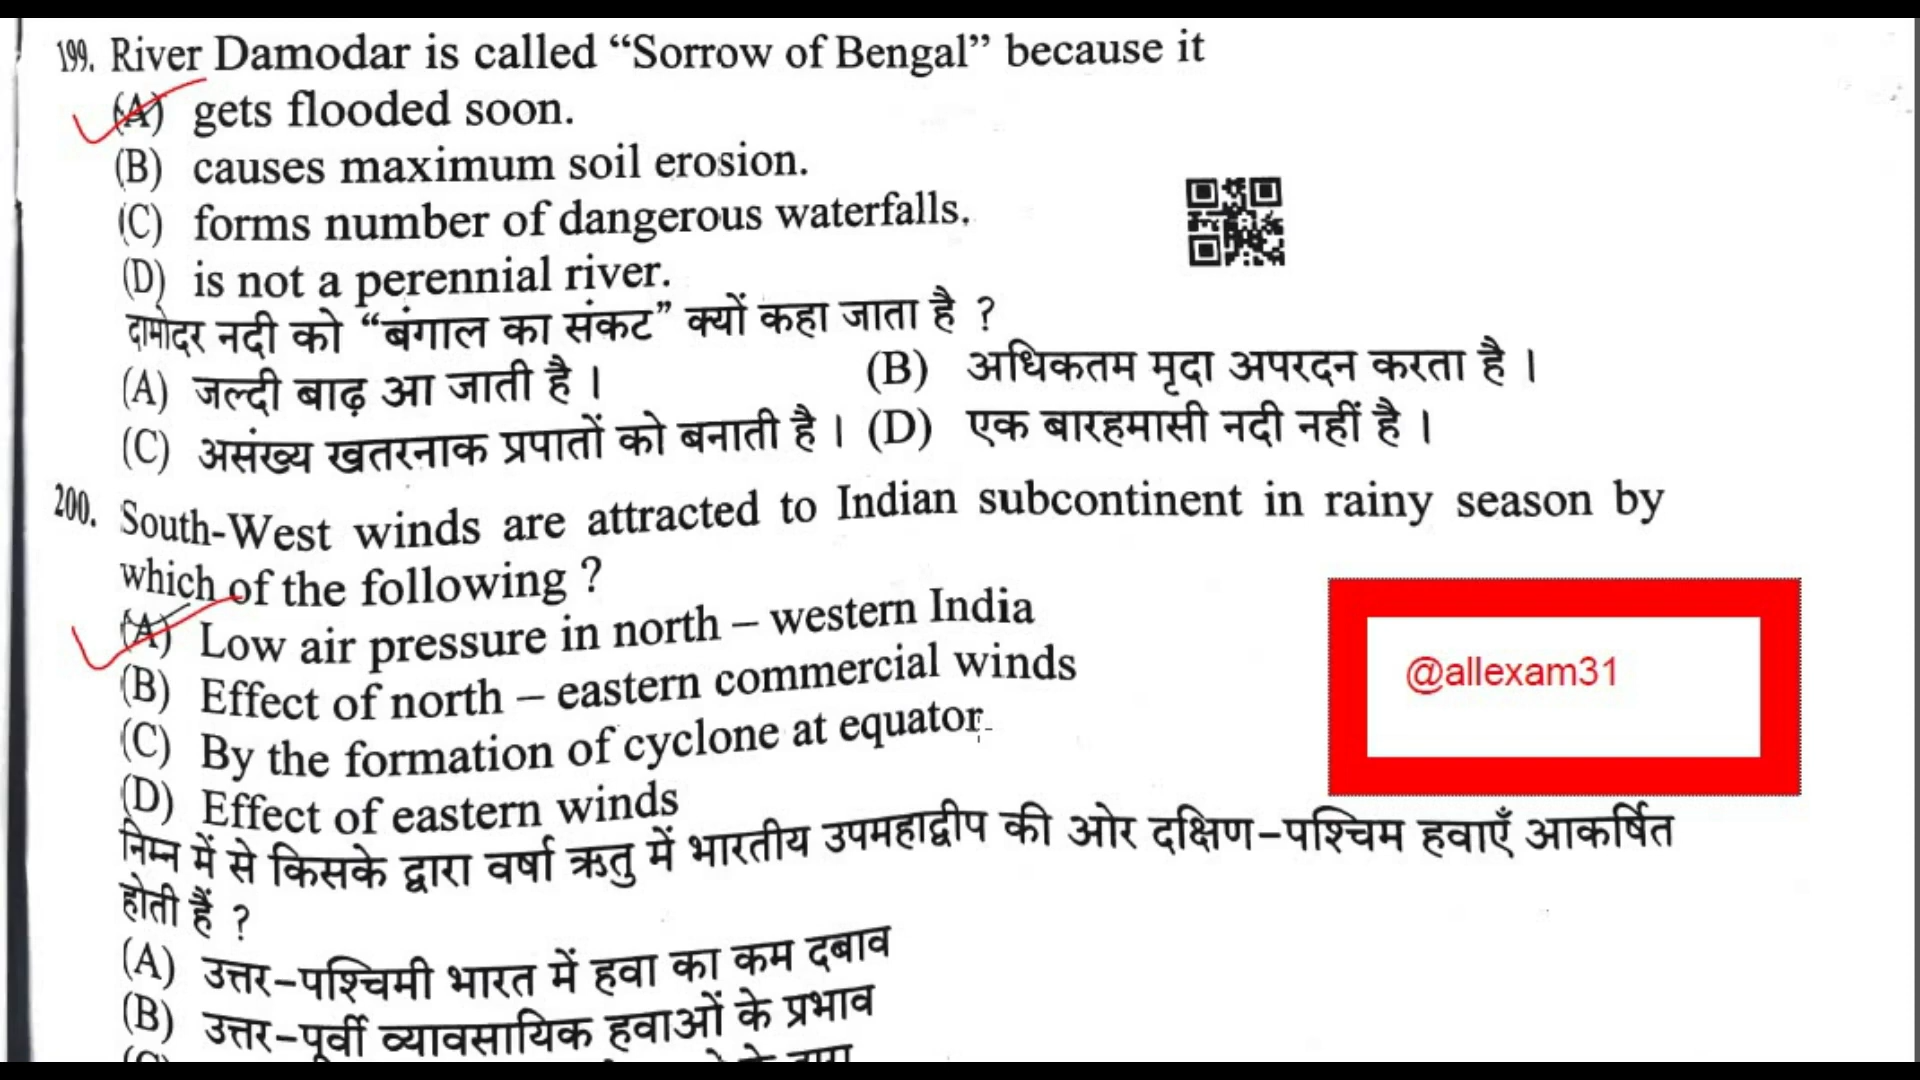 199. River Damodar is called “Sorrow of Bengal” because it
(A) gets flooded soon.
(B) causes maximum soil erosion.
(C) forms number of dangerous waterfalls.
(D) is not a perennial river.
दामोदर नदी को “बंगाल का संकट” क्यों कहा जाता है ?
(A) जल्दी बाढ़ आ जाती है । (B) अधिकतम मृदा अपरदन करता है ।
(C) असंख्य खतरनाक प्रपातों को बनाती है । (D) एक बारहमासी नदी नहीं है ।
200. South-West winds are attracted to Indian subcontinent in rainy season by
which of the following ?
(A) Low air pressure in north – western India
(B) Effect of north – eastern commercial winds
(C) By the formation of cyclone at equator
(D) Effect of eastern winds
@allexam31
निम्न में से किसके द्वारा वर्षा ऋतु में भारतीय उपमहाद्वीप की ओर दक्षिण-पश्चिम हवाएँ आकर्षित
होती हैं ?
(A) उत्तर-पश्चिमी भारत में हवा का कम दबाव
(B) उत्तर-पूर्वी व्यावसायिक हवाओं के प्रभाव